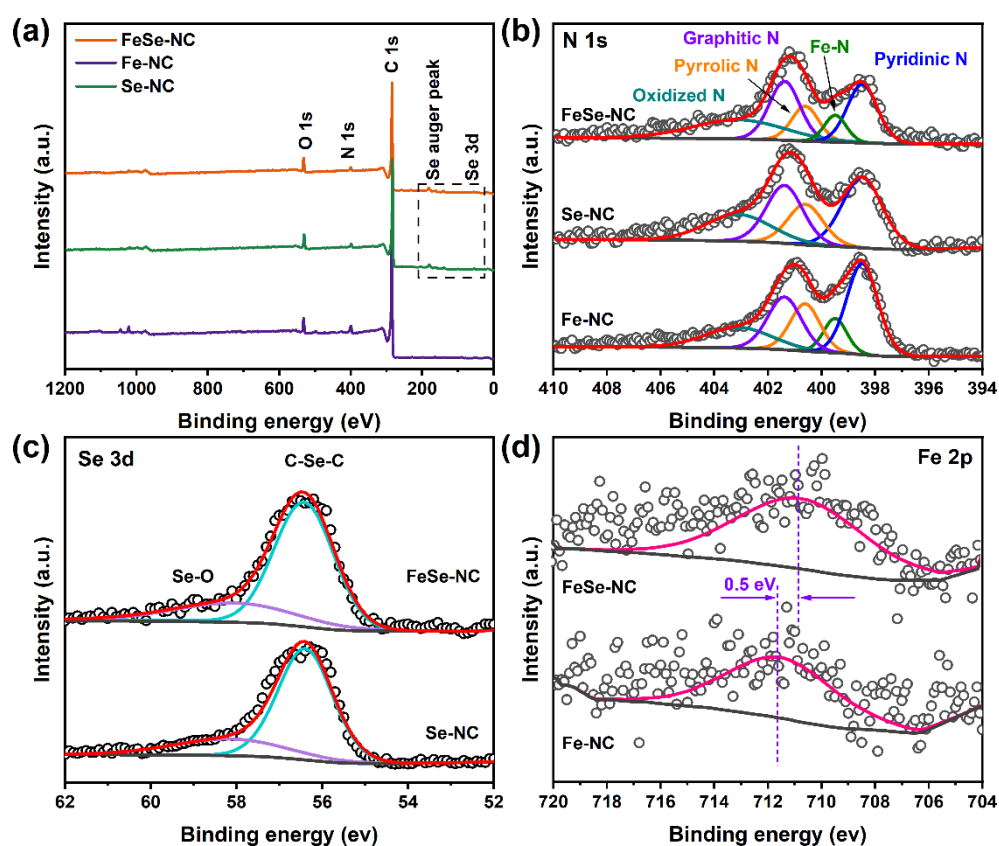 (a)
FeSe-NC
Fe-NC
Se-NC
C 1s
O 1s
N 1s
Se auger peak
Se 3d
Intensity (a.u.)
1200 1000 800 600 400 200 0
Binding energy (eV)
(b)
N 1s
Graphitic N
Fe-N
Pyrrolic N
Pyridinic N
Oxidized N
FeSe-NC
Se-NC
Fe-NC
Intensity (a.u.)
410 408 406 404 402 400 398 396 394
Binding energy (ev)
(c)
Se 3d
C-Se-C
Se-O
FeSe-NC
Se-NC
Intensity (a.u.)
62 60 58 56 54 52
Binding energy (ev)
(d)
Fe 2p
FeSe-NC
0.5 eV
Fe-NC
Intensity (a.u.)
720 718 716 714 712 710 708 706 704
Binding energy (ev)